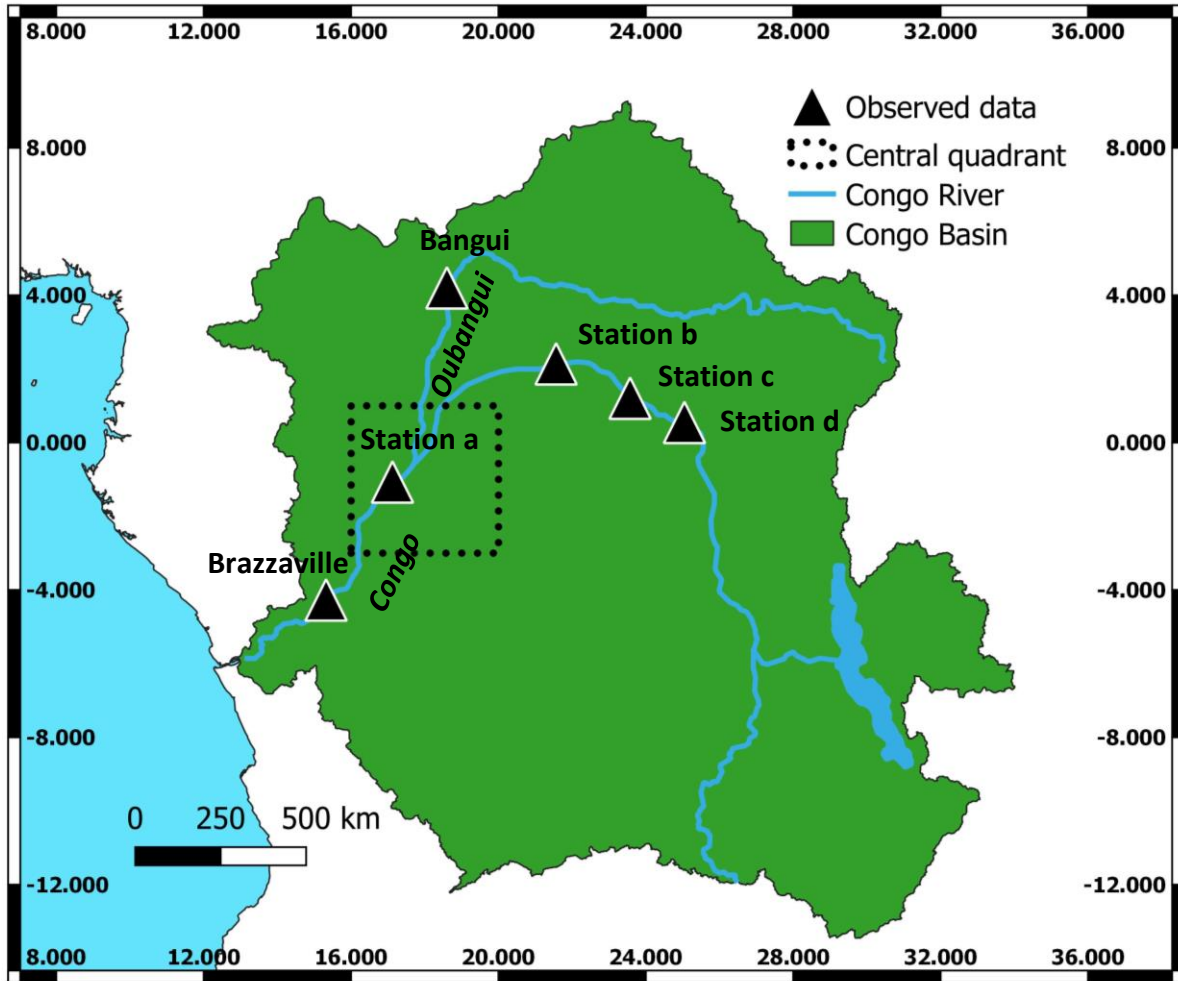 8.000 12.000 16.000 20.000 24.000 28.000 32.000 36.000
Observed data
8.000 Central quadrant 8.000
Congo River
Congo Basin
Bangui
4.000 4.000
Oubangui
Station b
Station c
Station d
0.000 0.000
Station a
Congo
Brazzaville
-4.000 -4.000
-8.000 -8.000
0 250 500 km
-12.000 -12.000
8.000 12.000 16.000 20.000 24.000 28.000 32.000 36.000